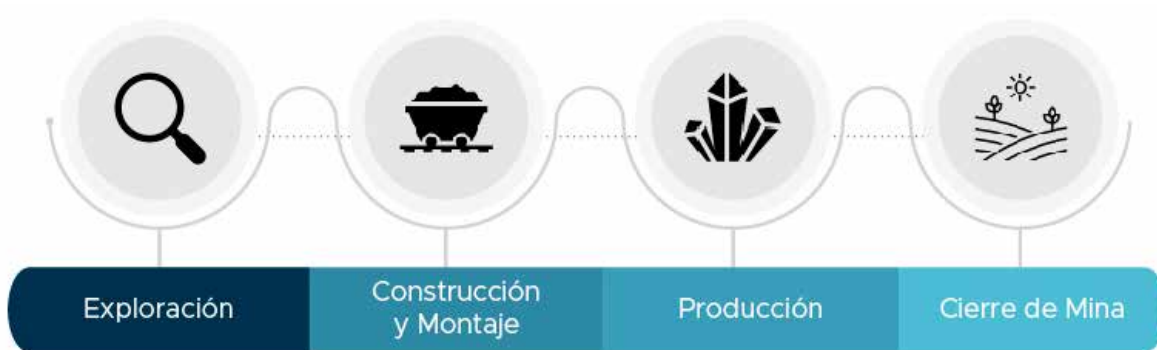 Exploración
Construcción
y Montaje
Producción
Cierre de Mina